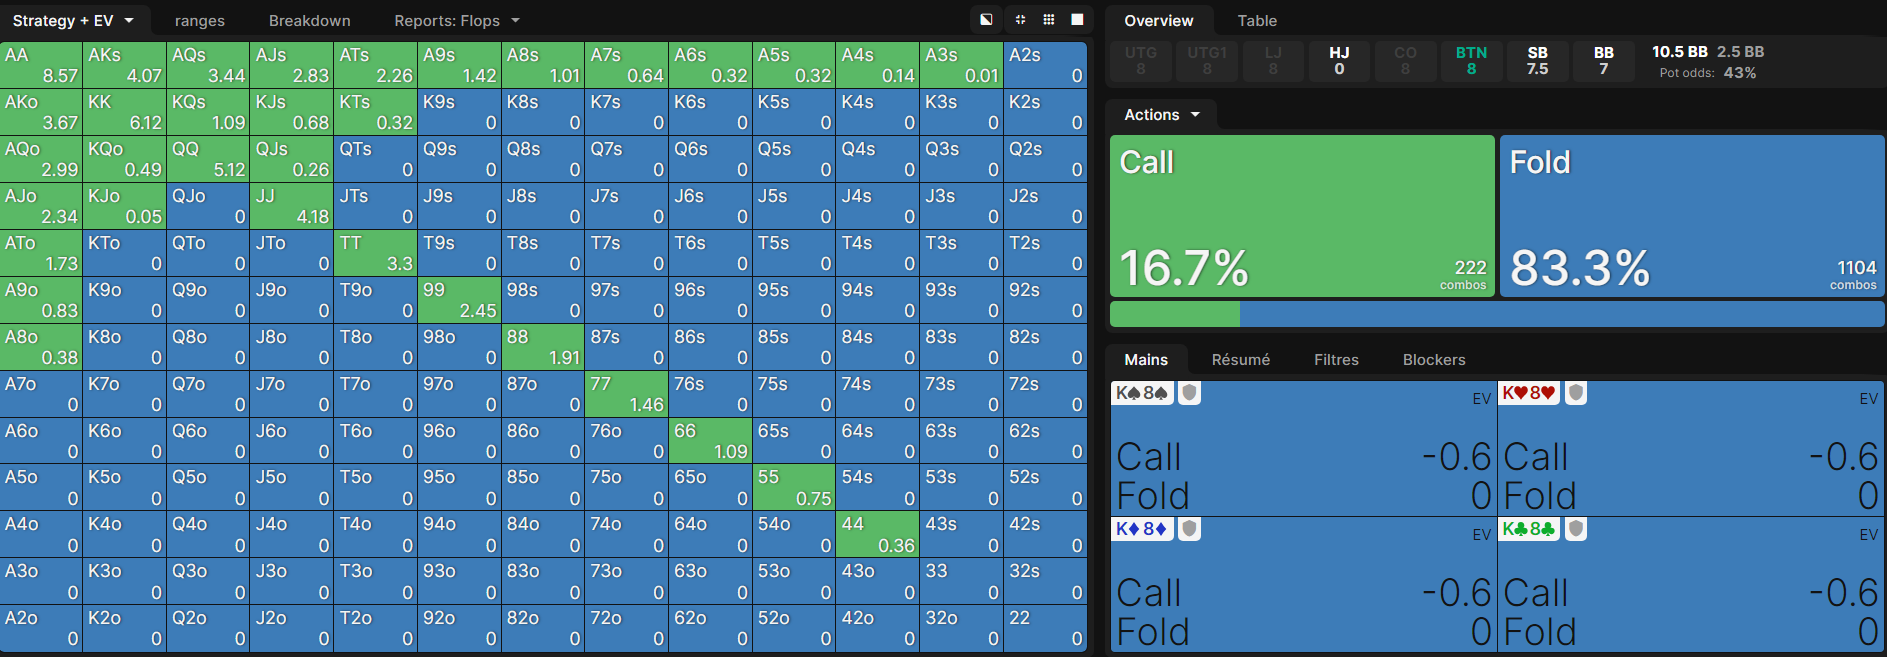 Strategy + EV ranges Breakdown Reports: Flops
AA AKs AQs AJs ATs A9s A8s A7s A6s A5s A4s A3s A2s
8.57 4.07 3.44 2.83 2.26 1.42 1.01 0.64 0.32 0.32 0.14 0.01 0
AKo KK KQs KJs KTs K9s K8s K7s K6s K5s K4s K3s K2s
3.67 6.12 1.09 0.68 0.32 0 0 0 0 0 0 0 0
AQo KQo QQ QJs QTs Q9s Q8s Q7s Q6s Q5s Q4s Q3s Q2s
2.99 0.49 5.12 0.26 0 0 0 0 0 0 0 0 0
AJo KJo QJo JJ JTs J9s J8s J7s J6s J5s J4s J3s J2s
2.34 0.05 0 4.18 0 0 0 0 0 0 0 0 0
ATo KTo QTo JTo TT T9s T8s T7s T6s T5s T4s T3s T2s
1.73 0 0 0 3.3 0 0 0 0 0 0 0 0
A9o K9o Q9o J9o T9o 99 98s 97s 96s 95s 94s 93s 92s
0.83 0 0 0 0 2.45 0 0 0 0 0 0 0
A8o K8o Q8o J8o T8o 98o 88 87s 86s 85s 84s 83s 82s
0.38 0 0 0 0 0 1.91 0 0 0 0 0 0
A7o K7o Q7o J7o T7o 97o 87o 77 76s 75s 74s 73s 72s
0 0 0 0 0 0 0 1.46 0 0 0 0 0
A6o K6o Q6o J6o T6o 96o 86o 76o 66 65s 64s 63s 62s
0 0 0 0 0 0 0 0 1.09 0 0 0 0
A5o K5o Q5o J5o T5o 95o 85o 75o 65o 55 54s 53s 52s
0 0 0 0 0 0 0 0 0 0.75 0 0 0
A4o K4o Q4o J4o T4o 94o 84o 74o 64o 54o 44 43s 42s
0 0 0 0 0 0 0 0 0 0 0.36 0 0
A3o K3o Q3o J3o T3o 93o 83o 73o 63o 53o 43o 33 32s
0 0 0 0 0 0 0 0 0 0 0 0 0
A2o K2o Q2o J2o T2o 92o 82o 72o 62o 52o 42o 32o 22
0 0 0 0 0 0 0 0 0 0 0 0 0
Overview Table
UTG UTG1 LJ HJ CO BTN SB BB 10.5 BB 2.5 BB
8 8 8 0 8 8 7.5 7 Pot odds: 43%
Actions
Call Fold
16.7% 222 combos 83.3% 1104 combos
Mains Résumé Filtres Blockers
K♠8♠ EV K♥8♥ EV
Call -0.6 Call -0.6
Fold 0 Fold 0
K♦8♦ EV K♣8♣ EV
Call -0.6 Call -0.6
Fold 0 Fold 0